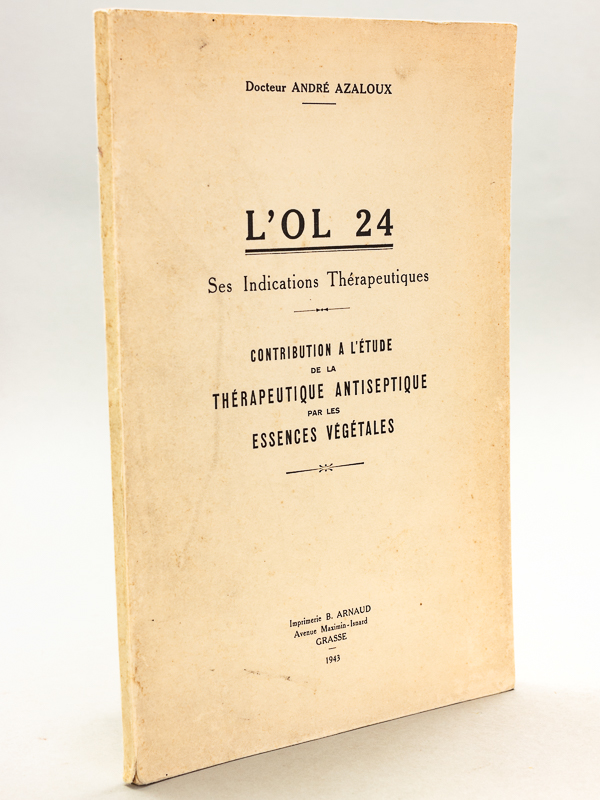 Docteur ANDRÉ AZALOUX
L'OL 24
Ses Indications Thérapeutiques
CONTRIBUTION A L'ÉTUDE
DE LA
THÉRAPEUTIQUE ANTISEPTIQUE
PAR LES
ESSENCES VÉGÉTALES
Imprimerie B. ARNAUD
Avenue Maximin-Isnard
GRASSE
1943